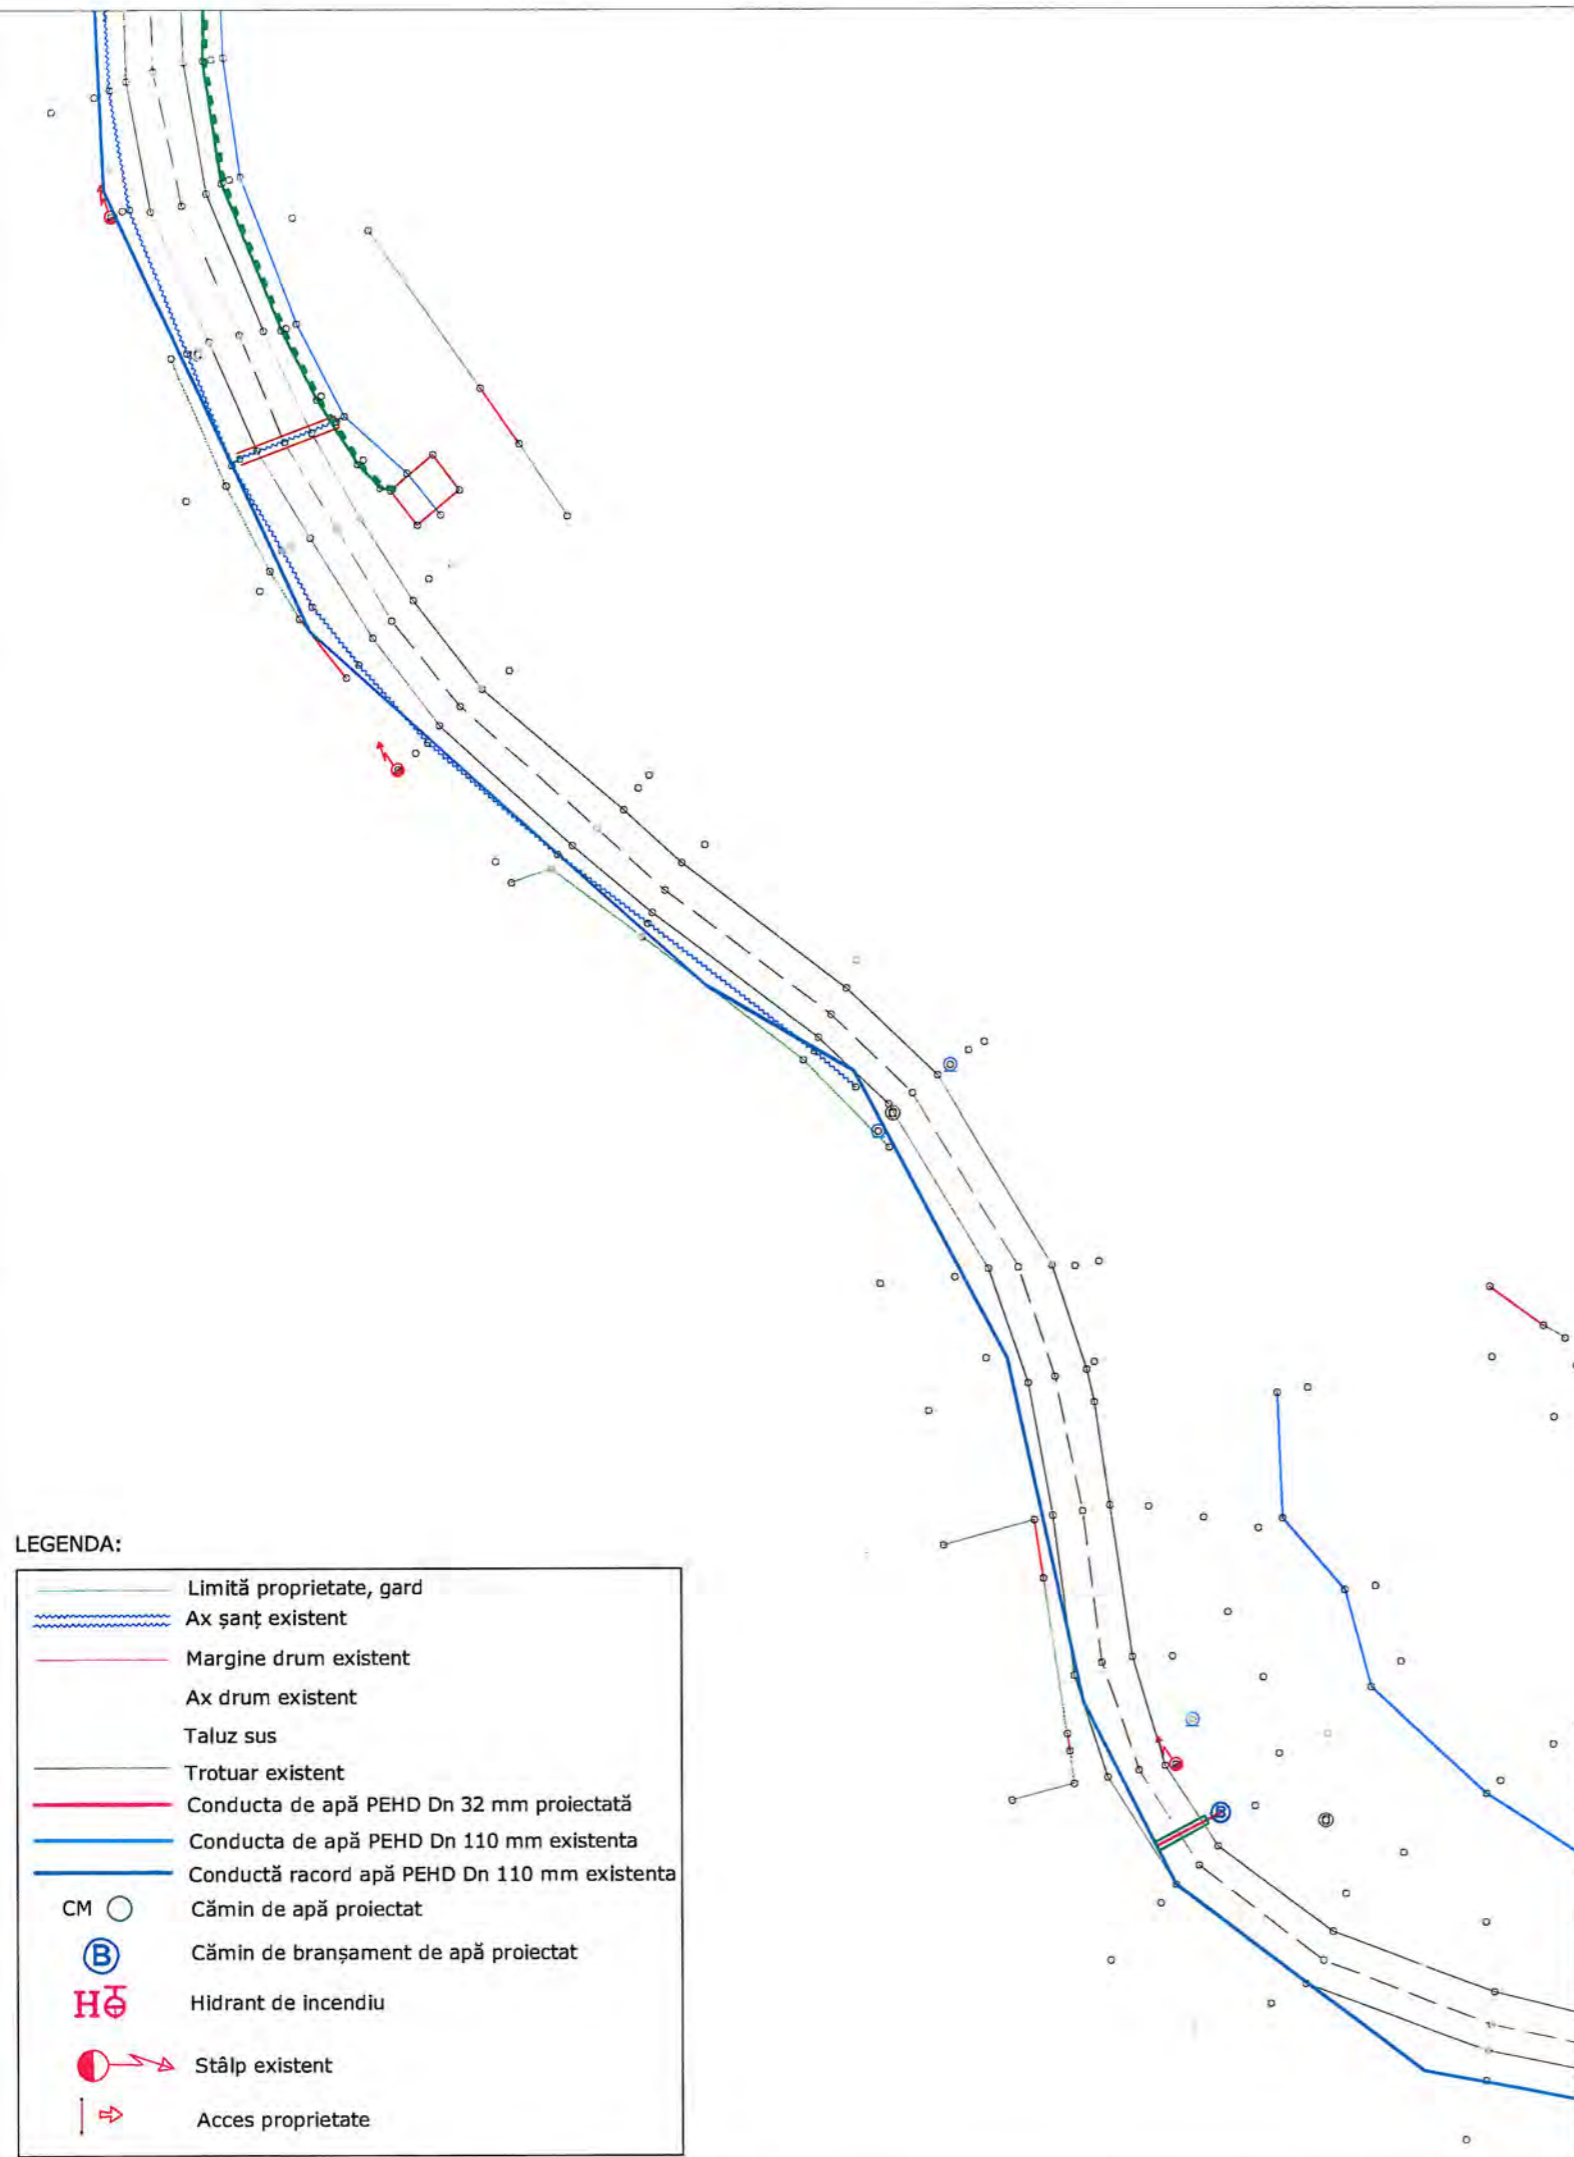 B
LEGENDA:
Limită proprietate, gard
Ax șanț existent
Margine drum existent
Ax drum existent
Taluz sus
Trotuar existent
Conducta de apă PEHD Dn 32 mm proiectată
Conducta de apă PEHD Dn 110 mm existenta
Conductă racord apă PEHD Dn 110 mm existenta
CM Cămin de apă proiectat
B Cămin de branșament de apă proiectat
H Hidrant de incendiu
Stâlp existent
Acces proprietate